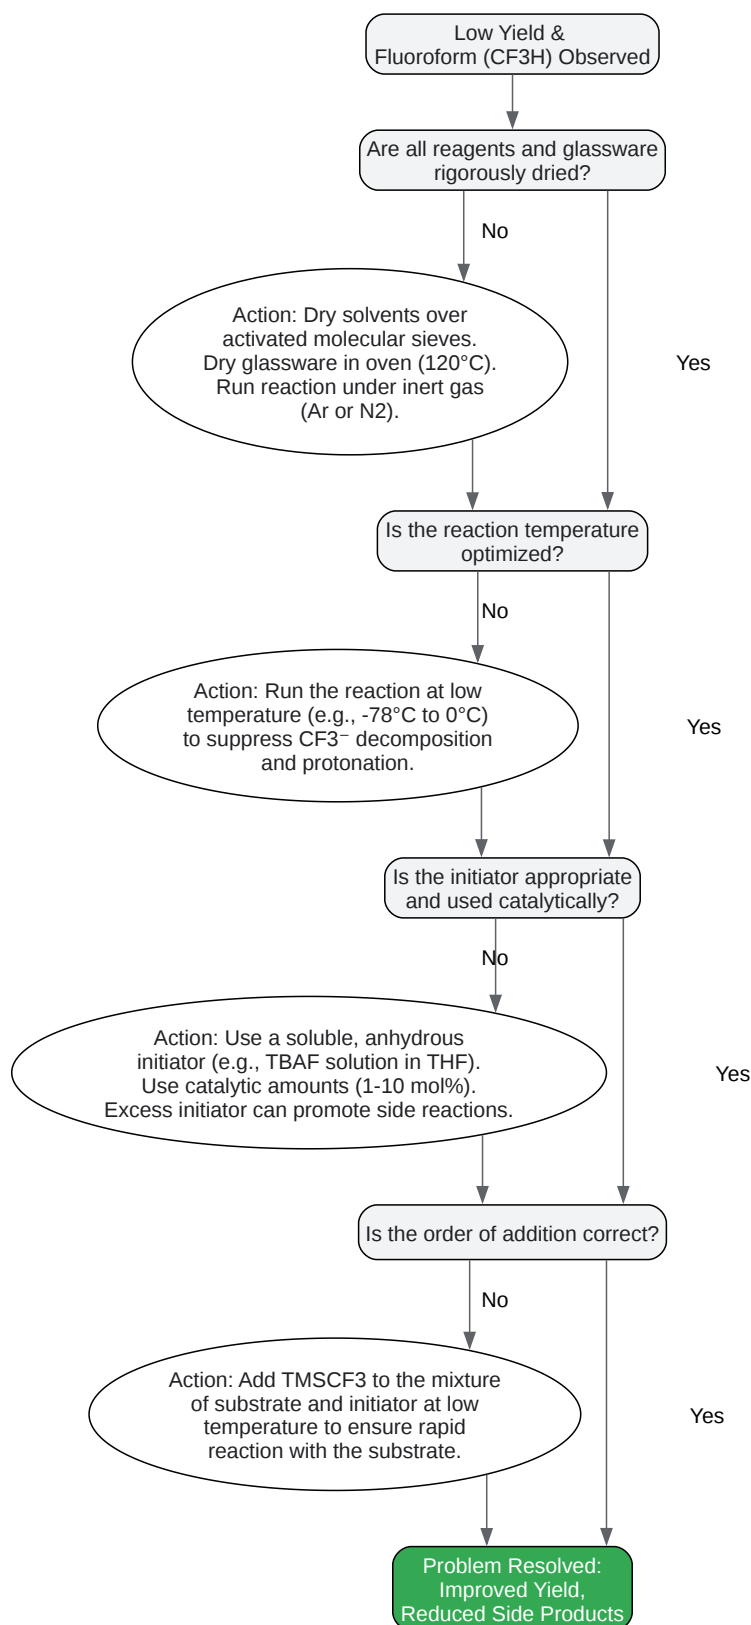 Low Yield &
Fluoroform (CF3H) Observed
Are all reagents and glassware
rigorously dried?
No
Action: Dry solvents over
activated molecular sieves.
Dry glassware in oven (120°C).
Run reaction under inert gas
(Ar or N2).
Yes
Is the reaction temperature
optimized?
No
Action: Run the reaction at low
temperature (e.g., -78°C to 0°C)
to suppress CF3⁻ decomposition
and protonation.
Yes
Is the initiator appropriate
and used catalytically?
No
Action: Use a soluble, anhydrous
initiator (e.g., TBAF solution in THF).
Use catalytic amounts (1-10 mol%).
Excess initiator can promote side reactions.
Yes
Is the order of addition correct?
No
Action: Add TMSCF3 to the mixture
of substrate and initiator at low
temperature to ensure rapid
reaction with the substrate.
Yes
Problem Resolved:
Improved Yield,
Reduced Side Products